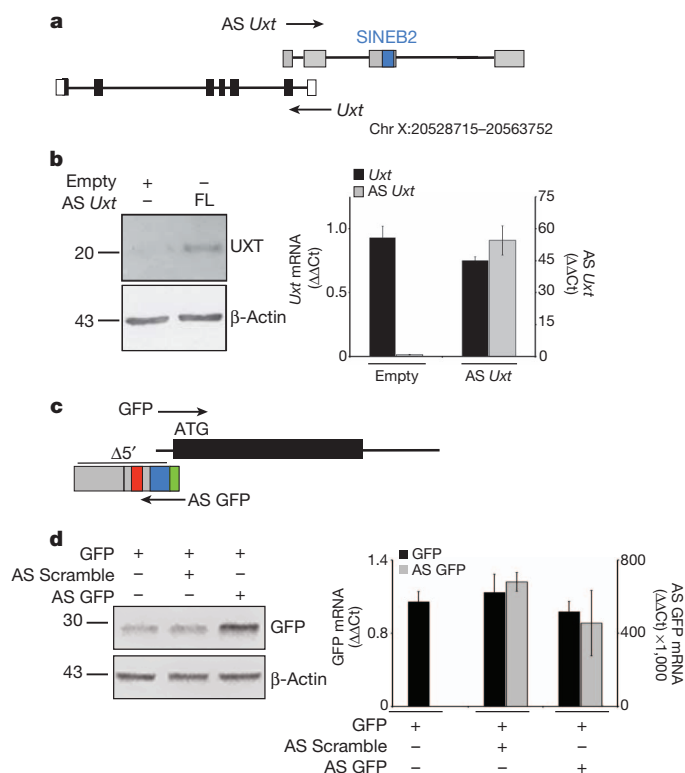 a
AS Uxt
SINEB2
Uxt
Chr X:20528715–20563752
b
Empty + –
AS Uxt – FL
20 UXT
43 β-Actin
Uxt
AS Uxt
1.0
0.5
0
Uxt mRNA
(ΔΔCt)
75
60
45
30
15
0
AS Uxt
(ΔΔCt)
Empty AS Uxt
c
GFP
ATG
Δ5′
AS GFP
d
GFP + + +
AS Scramble – + –
AS GFP – – +
30 GFP
43 β-Actin
GFP
AS GFP
1.4
0.8
0
GFP mRNA
(ΔΔCt)
800
400
0
AS GFP mRNA
(ΔΔCt) ×1,000
GFP + + +
AS Scramble – + –
AS GFP – – +